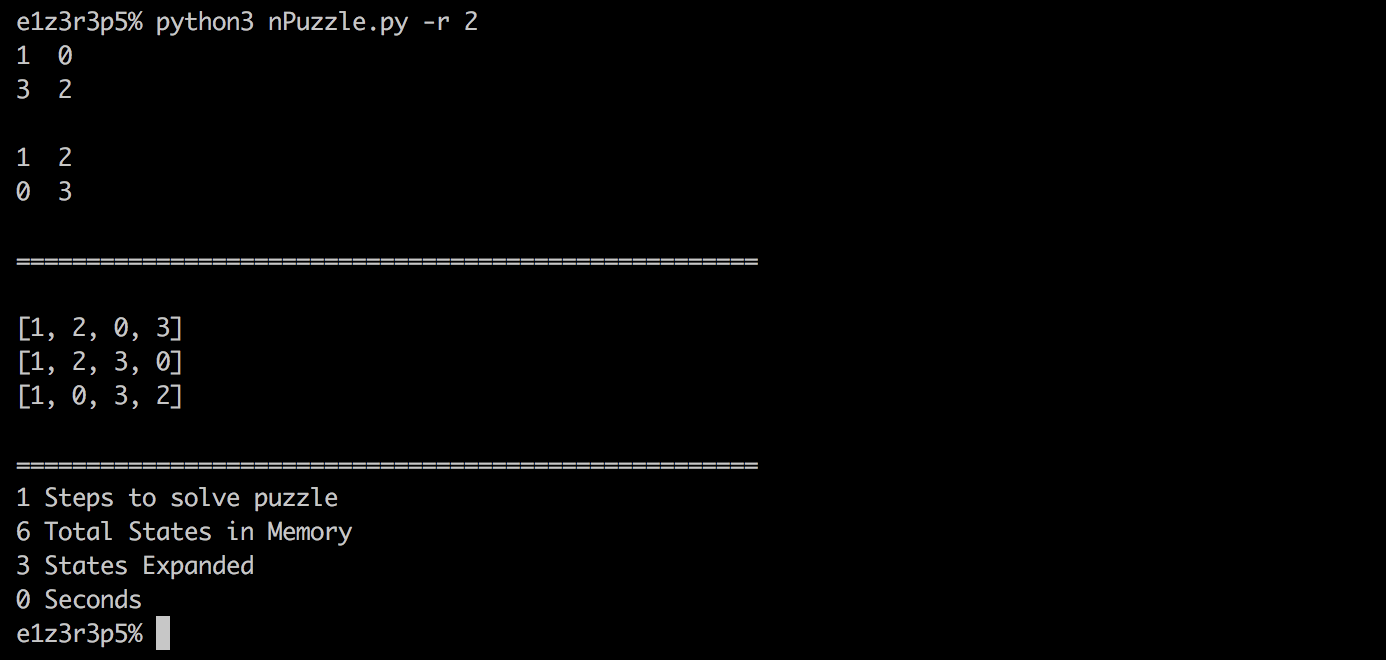 e1z3r3p5% python3 nPuzzle.py -r 2
1  0
3  2

1  2
0  3

=====================================================

[1, 2, 0, 3]
[1, 2, 3, 0]
[1, 0, 3, 2]

=====================================================
1 Steps to solve puzzle
6 Total States in Memory
3 States Expanded
0 Seconds
e1z3r3p5%